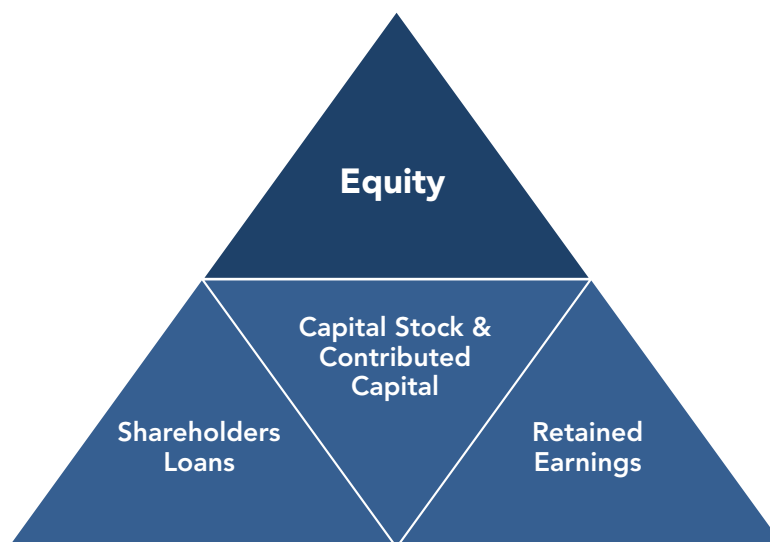 Equity
Capital Stock &
Contributed
Capital
Shareholders
Loans
Retained
Earnings